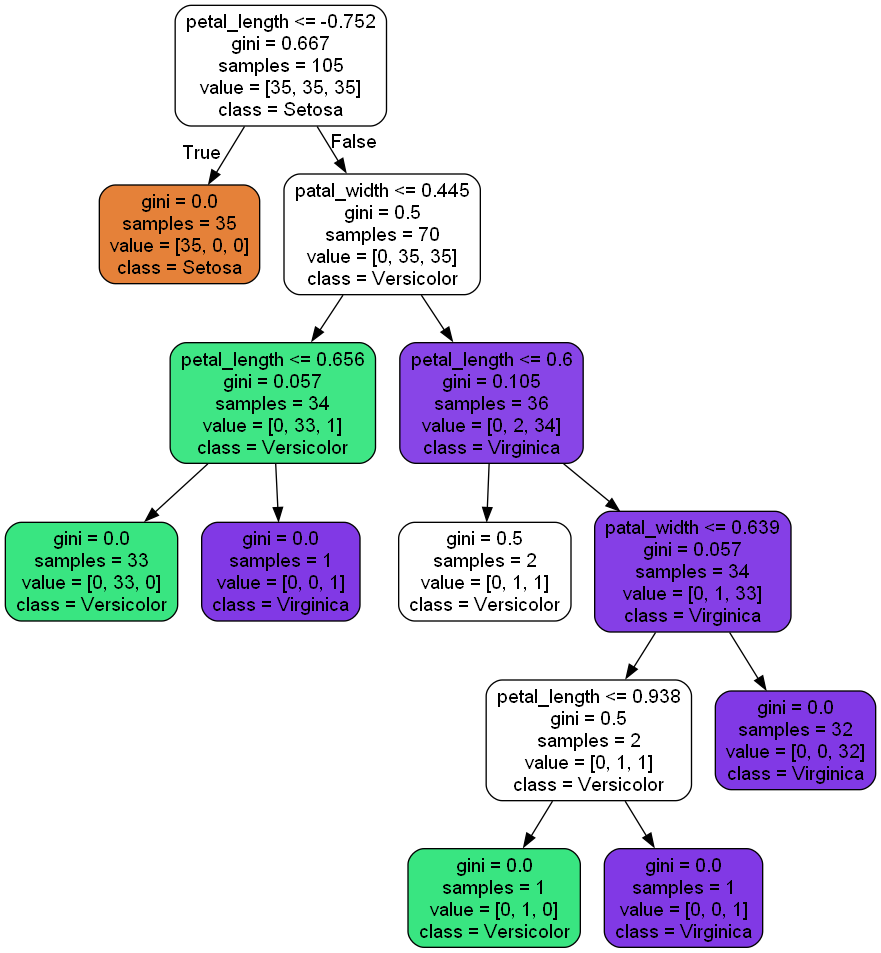 petal_length <= -0.752
gini = 0.667
samples = 105
value = [35, 35, 35]
class = Setosa
True
False
gini = 0.0
samples = 35
value = [35, 0, 0]
class = Setosa
patal_width <= 0.445
gini = 0.5
samples = 70
value = [0, 35, 35]
class = Versicolor
petal_length <= 0.656
gini = 0.057
samples = 34
value = [0, 33, 1]
class = Versicolor
petal_length <= 0.6
gini = 0.105
samples = 36
value = [0, 2, 34]
class = Virginica
gini = 0.0
samples = 33
value = [0, 33, 0]
class = Versicolor
gini = 0.0
samples = 1
value = [0, 0, 1]
class = Virginica
gini = 0.5
samples = 2
value = [0, 1, 1]
class = Versicolor
patal_width <= 0.639
gini = 0.057
samples = 34
value = [0, 1, 33]
class = Virginica
petal_length <= 0.938
gini = 0.5
samples = 2
value = [0, 1, 1]
class = Versicolor
gini = 0.0
samples = 32
value = [0, 0, 32]
class = Virginica
gini = 0.0
samples = 1
value = [0, 1, 0]
class = Versicolor
gini = 0.0
samples = 1
value = [0, 0, 1]
class = Virginica